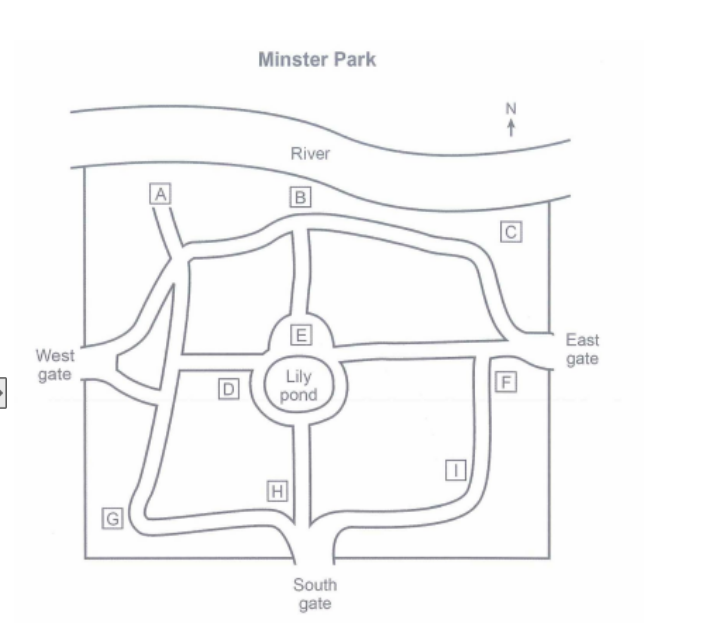 Minster Park
N
River
A
B
C
E
West
gate
East
gate
Lily
pond
D
F
I
H
G
South
gate